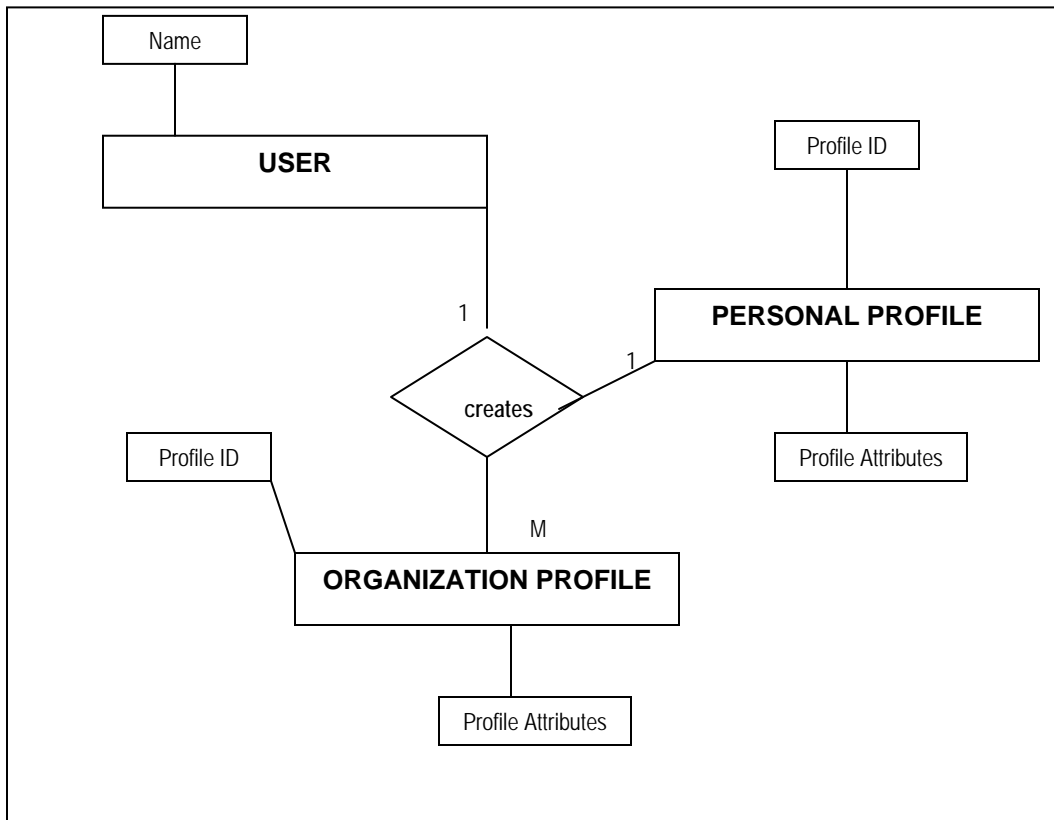 Name
USER
Profile ID
1
PERSONAL PROFILE
1
creates
Profile ID
Profile Attributes
M
ORGANIZATION PROFILE
Profile Attributes